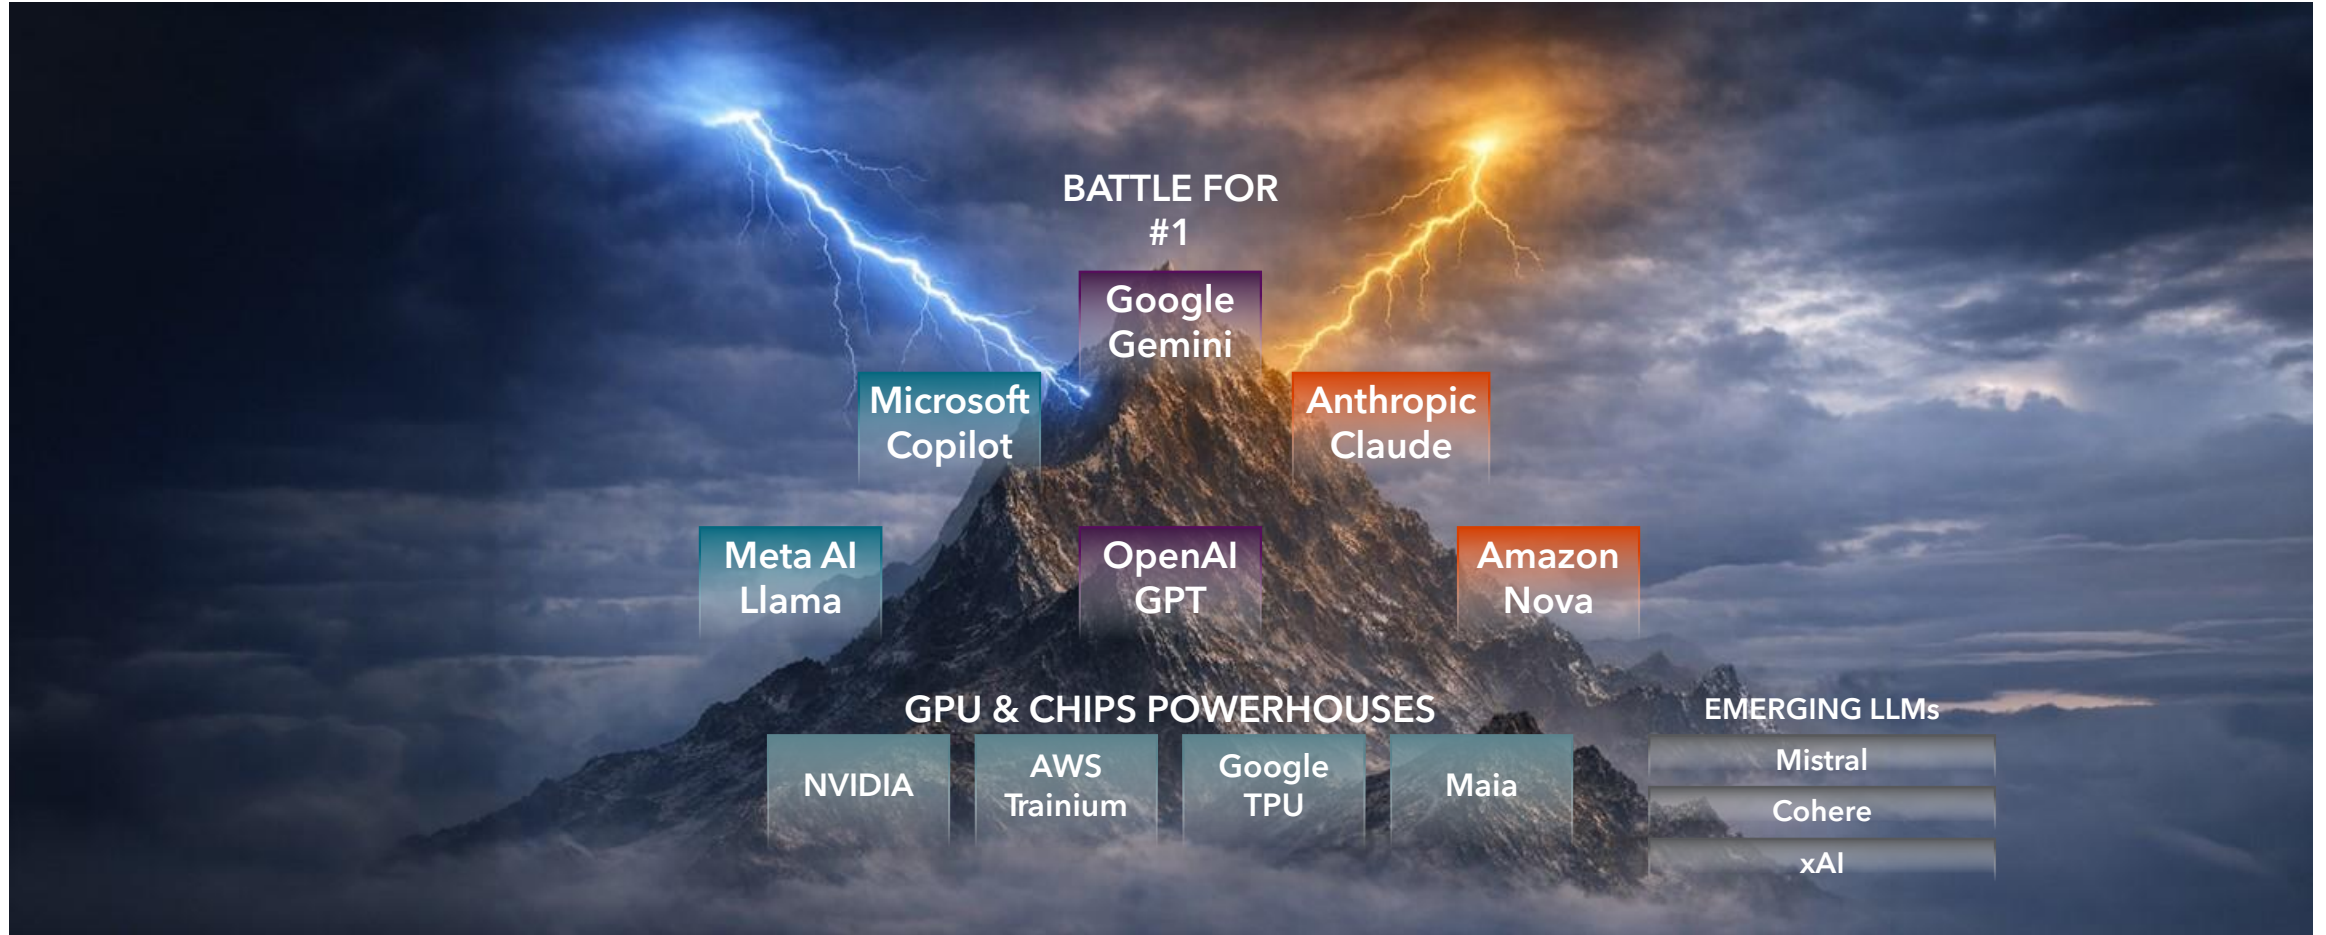 BATTLE FOR
#1
Google
Gemini
Microsoft
Copilot
Anthropic
Claude
Meta AI
Llama
OpenAI
GPT
Amazon
Nova
GPU & CHIPS POWERHOUSES
NVIDIA
AWS
Trainium
Google
TPU
Maia
EMERGING LLMs
Mistral
Cohere
xAI